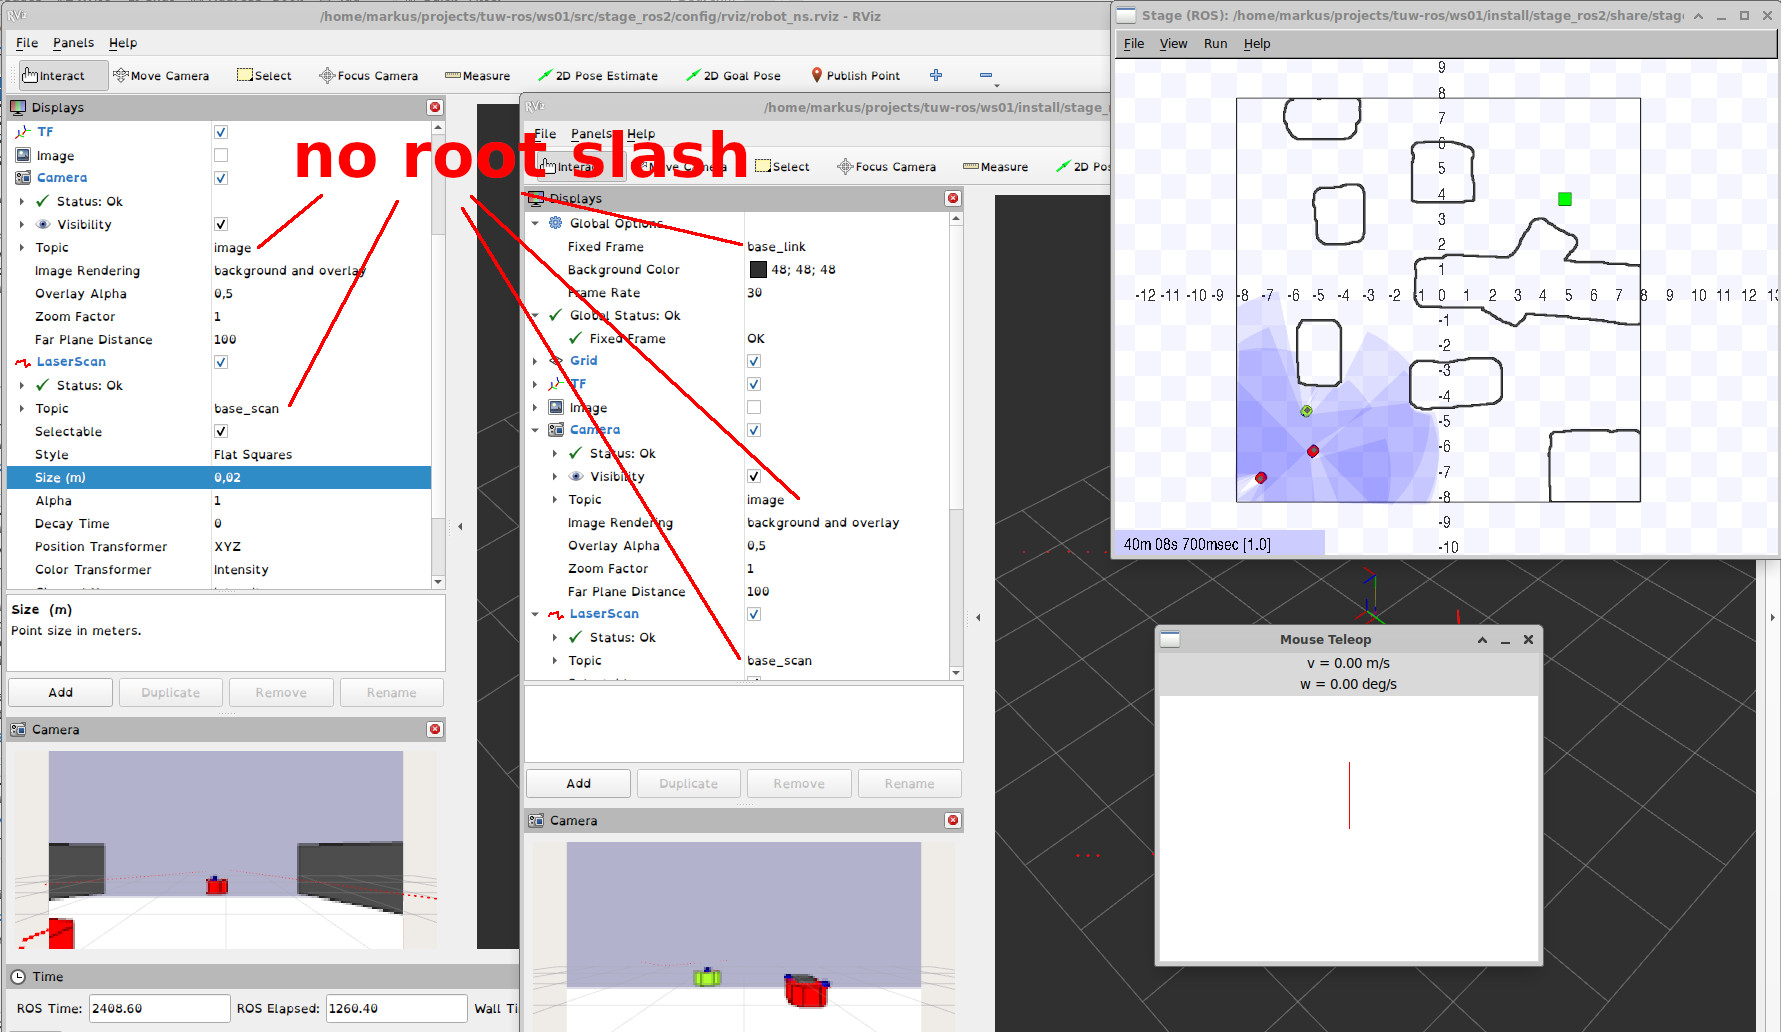 /home/markus/projects/tuw-ros/ws01/src/stage_ros2/config/rviz/robot_ns.rviz - RViz
File Panels Help
Interact Move Camera Select Focus Camera Measure 2D Pose Estimate 2D Goal Pose Publish Point
Displays
TF
Image
Camera
Status: Ok
Visibility
Topic image
Image Rendering background and overlay
Overlay Alpha 0,5
Zoom Factor 1
Far Plane Distance 100
LaserScan
Status: Ok
Topic base_scan
Selectable
Style Flat Squares
Size (m) 0,02
Alpha 1
Decay Time 0
Position Transformer XYZ
Color Transformer Intensity
Size (m)
Point size in meters.
Add Duplicate Remove Rename
Camera
Time
ROS Time: 2408.60 ROS Elapsed: 1260.40 Wall Ti
no root slash
/home/markus/projects/tuw-ros/ws01/install/stage_r
File Panels Help
Interact Move Camera Select Focus Camera Measure 2D Pos
Displays
Global Options
Fixed Frame base_link
Background Color 48; 48; 48
Frame Rate 30
Global Status: Ok
Fixed Frame OK
Grid
TF
Image
Camera
Status: Ok
Visibility
Topic image
Image Rendering background and overlay
Overlay Alpha 0,5
Zoom Factor 1
Far Plane Distance 100
LaserScan
Status: Ok
Topic base_scan
Add Duplicate Remove Rename
Camera
Stage (ROS): /home/markus/projects/tuw-ros/ws01/install/stage_ros2/share/stag
File View Run Help
9
8
7
6
5
4
3
2
1
-12 -11 -10 -9 -8 -7 -6 -5 -4 -3 -2 -1 0 1 2 3 4 5 6 7 8 9 10 11 12 13
-1
-2
-3
-4
-5
-6
-7
-8
-9
-10
40m 08s 700msec [1.0]
Mouse Teleop
v = 0.00 m/s
w = 0.00 deg/s